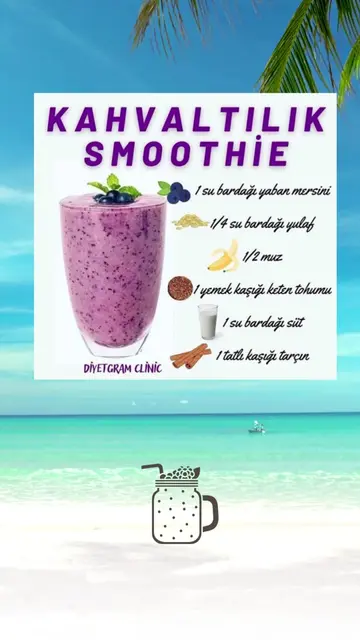 KAHVALTILIK
SMOOTHİE
1 su bardağı yaban mersini
1/4 su bardağı yulaf
1/2 muz
1 yemek kaşığı keten tohumu
1 su bardağı süt
1 tatlı kaşığı tarçın
DİYETGRAM CLİNİC